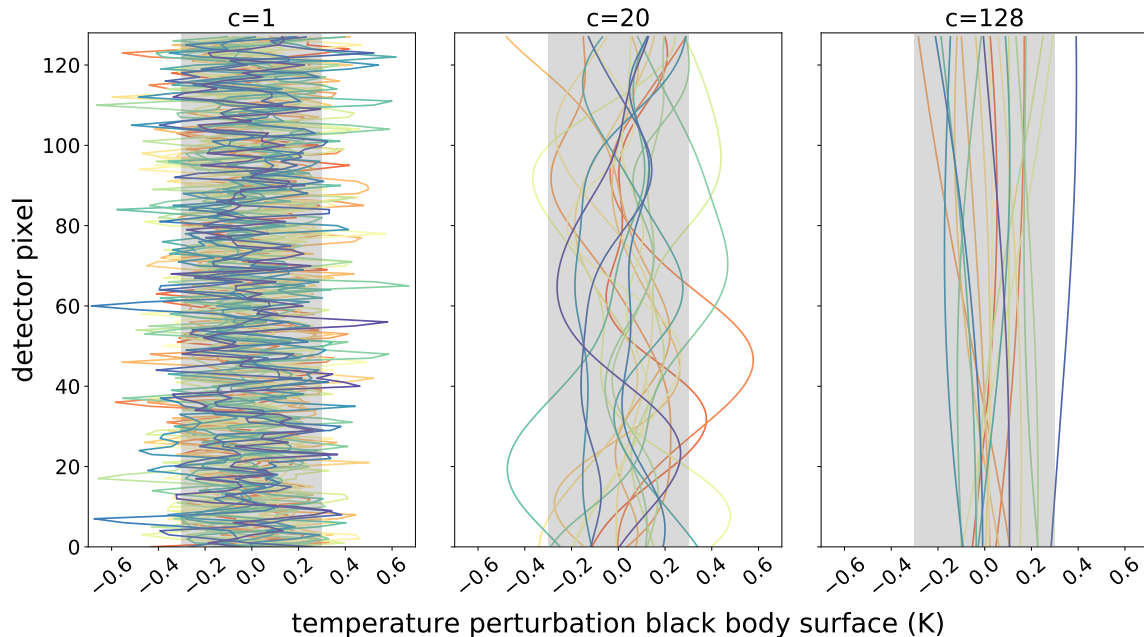 c=1
c=20
c=128
detector pixel
120
100
80
60
40
20
0
−0.6 −0.4 −0.2 0.0 0.2 0.4 0.6
−0.6 −0.4 −0.2 0.0 0.2 0.4 0.6
−0.6 −0.4 −0.2 0.0 0.2 0.4 0.6
temperature perturbation black body surface (K)